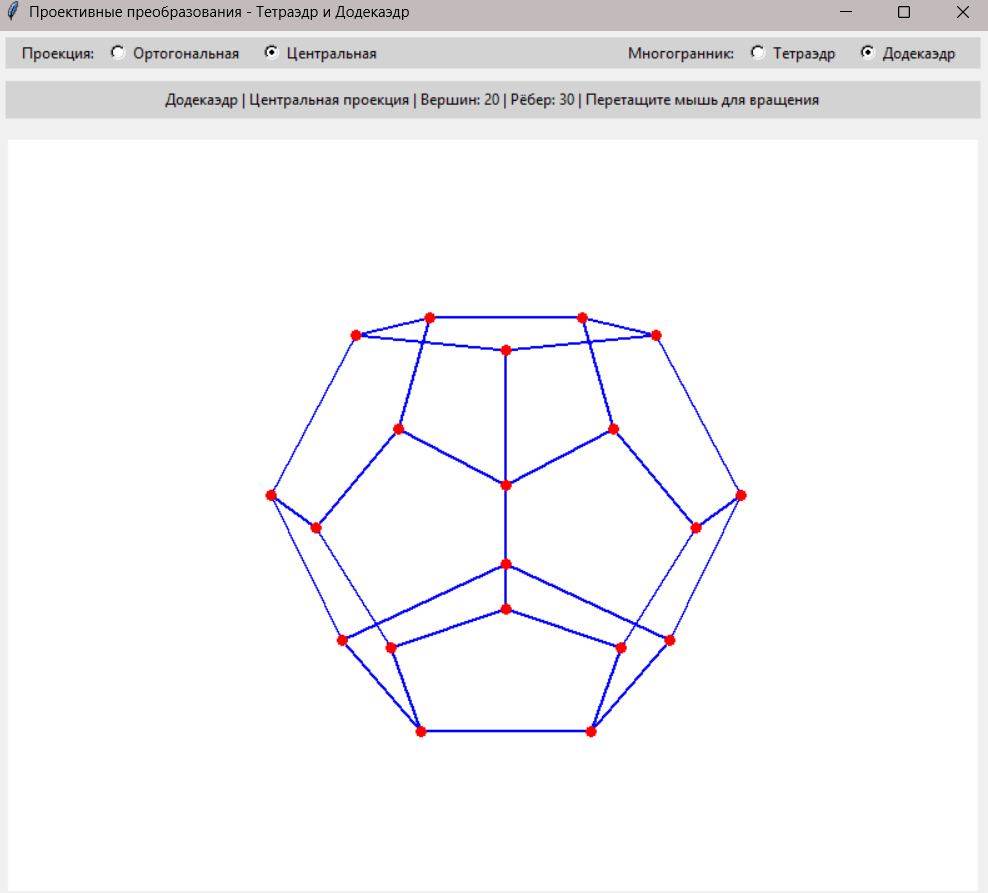 Проективные преобразования - Тетраэдр и Додекаэдр
Проекция: Ортогональная Центральная Многогранник: Тетраэдр Додекаэдр
Додекаэдр | Центральная проекция | Вершин: 20 | Рёбер: 30 | Перетащите мышь для вращения